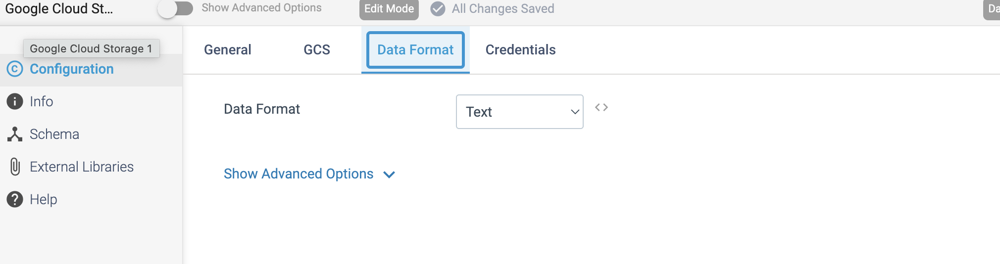 Google Cloud St... Show Advanced Options Edit Mode All Changes Saved Da
Google Cloud Storage 1
General GCS Data Format Credentials
Configuration
Info
Schema
External Libraries
Help
Data Format Text <>
Show Advanced Options